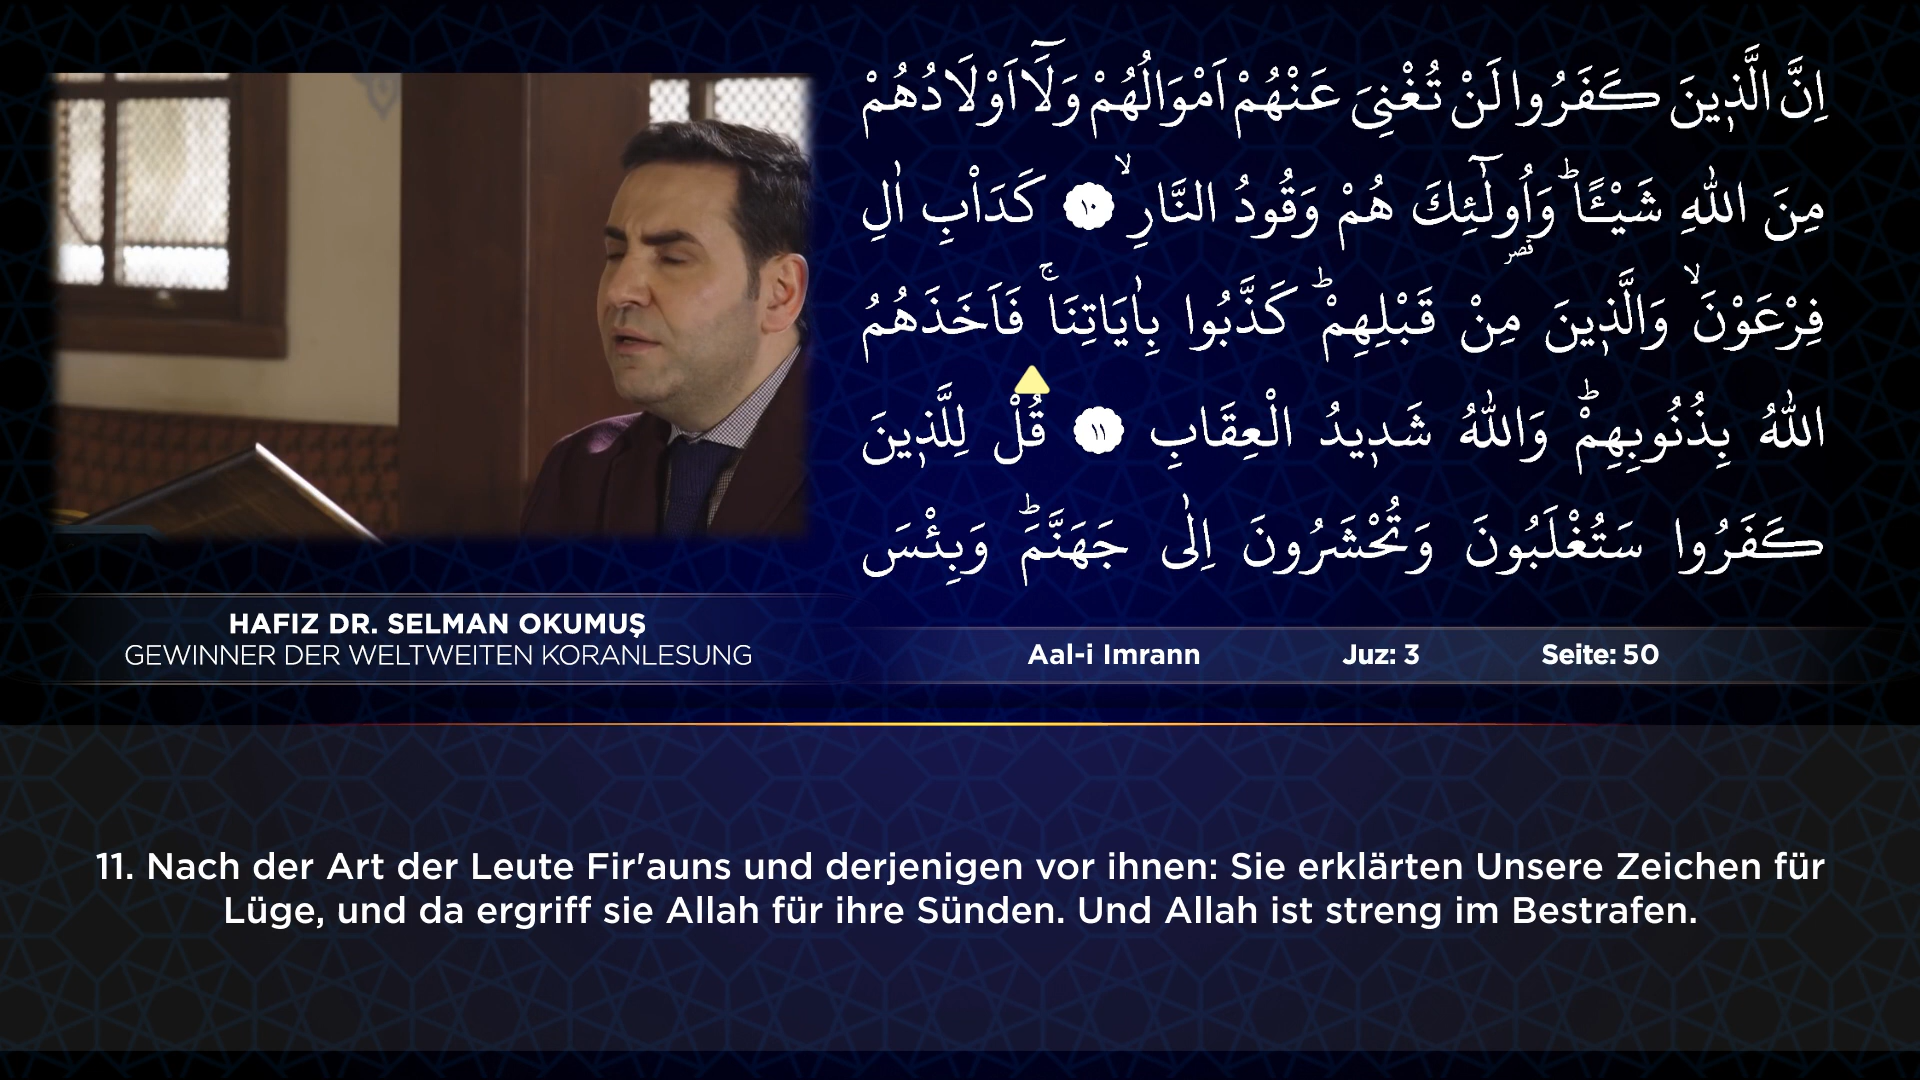 اِنَّ الَّذ۪ينَ كَفَرُوا لَنْ تُغْنِيَ عَنْهُمْ اَمْوَالُهُمْ وَلَٓا اَوْلَادُهُمْ
مِنَ اللّٰهِ شَيْـًٔاۜ وَاُو۬لٰٓئِكَ هُمْ وَقُودُ النَّارِۙ ﴿١٠﴾ كَدَاْبِ اٰلِ
قصر
فِرْعَوْنَۙ وَالَّذ۪ينَ مِنْ قَبْلِهِمْۜ كَذَّبُوا بِاٰيَاتِنَاۚ فَاَخَذَهُمُ
اللّٰهُ بِذُنُوبِهِمْۜ وَاللّٰهُ شَد۪يدُ الْعِقَابِ ﴿١١﴾ قُلْ لِلَّذ۪ينَ
كَفَرُوا سَتُغْلَبُونَ وَتُحْشَرُونَ اِلٰى جَهَنَّمَۜ وَبِئْسَ
HAFIZ DR. SELMAN OKUMUŞ
GEWINNER DER WELTWEITEN KORANLESUNG
Aal-i Imrann Juz: 3 Seite: 50
11. Nach der Art der Leute Fir'auns und derjenigen vor ihnen: Sie erklärten Unsere Zeichen für
Lüge, und da ergriff sie Allah für ihre Sünden. Und Allah ist streng im Bestrafen.